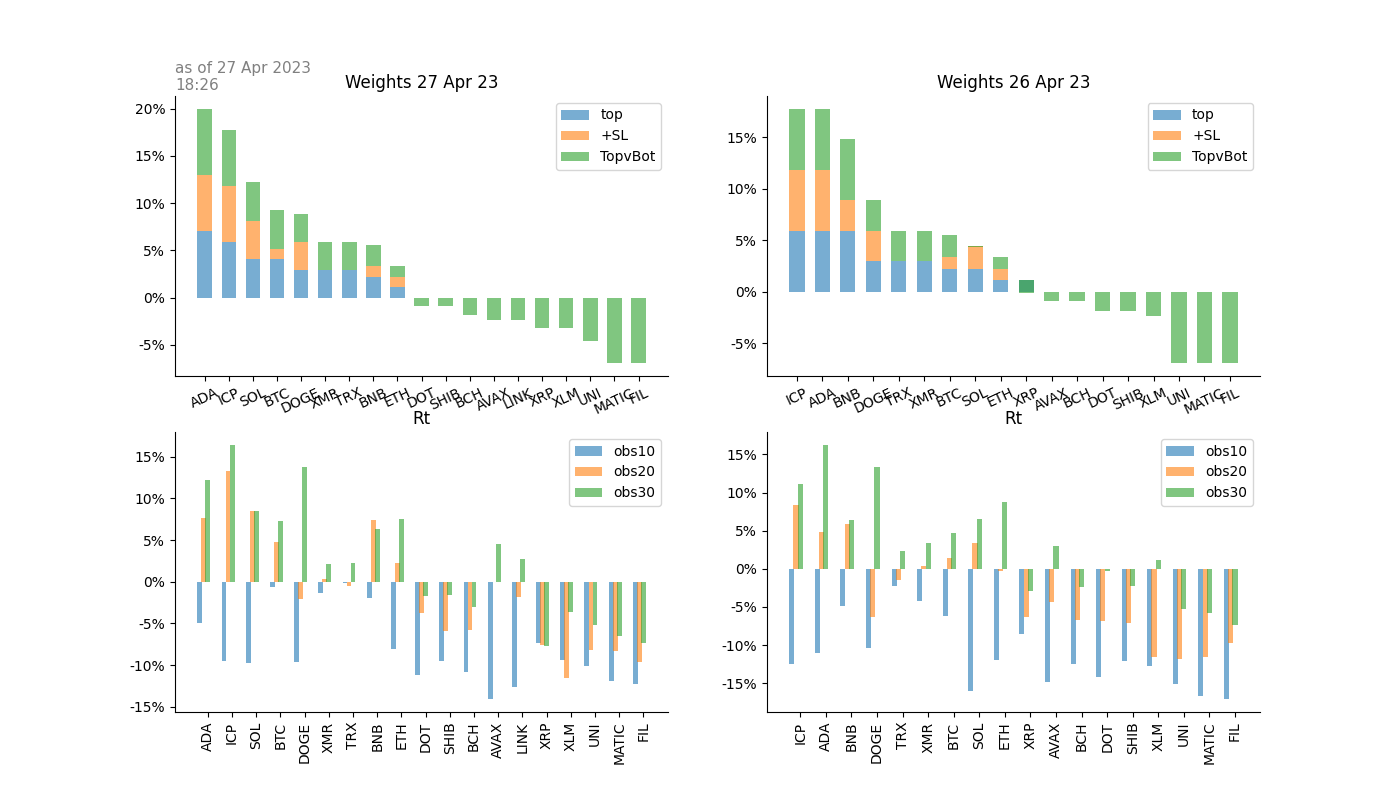 as of 27 Apr 2023
18:26
Weights 27 Apr 23
20%
15%
10%
5%
0%
-5%
top
+SL
TopvBot
ADA ICP SOL BTC DOGE XMR TRX BNB ETH DOT SHIB BCH AVAX LINK XRP XLM UNI MATIC FIL
Weights 26 Apr 23
15%
10%
5%
0%
-5%
top
+SL
TopvBot
ICP ADA BNB DOGE TRX XMR BTC SOL ETH XRP AVAX BCH DOT SHIB XLM UNI MATIC FIL
Rt
15%
10%
5%
0%
-5%
-10%
-15%
obs10
obs20
obs30
ADA ICP SOL BTC DOGE XMR TRX BNB ETH DOT SHIB BCH AVAX LINK XRP XLM UNI MATIC FIL
Rt
15%
10%
5%
0%
-5%
-10%
-15%
obs10
obs20
obs30
ICP ADA BNB DOGE TRX XMR BTC SOL ETH XRP AVAX BCH DOT SHIB XLM UNI MATIC FIL